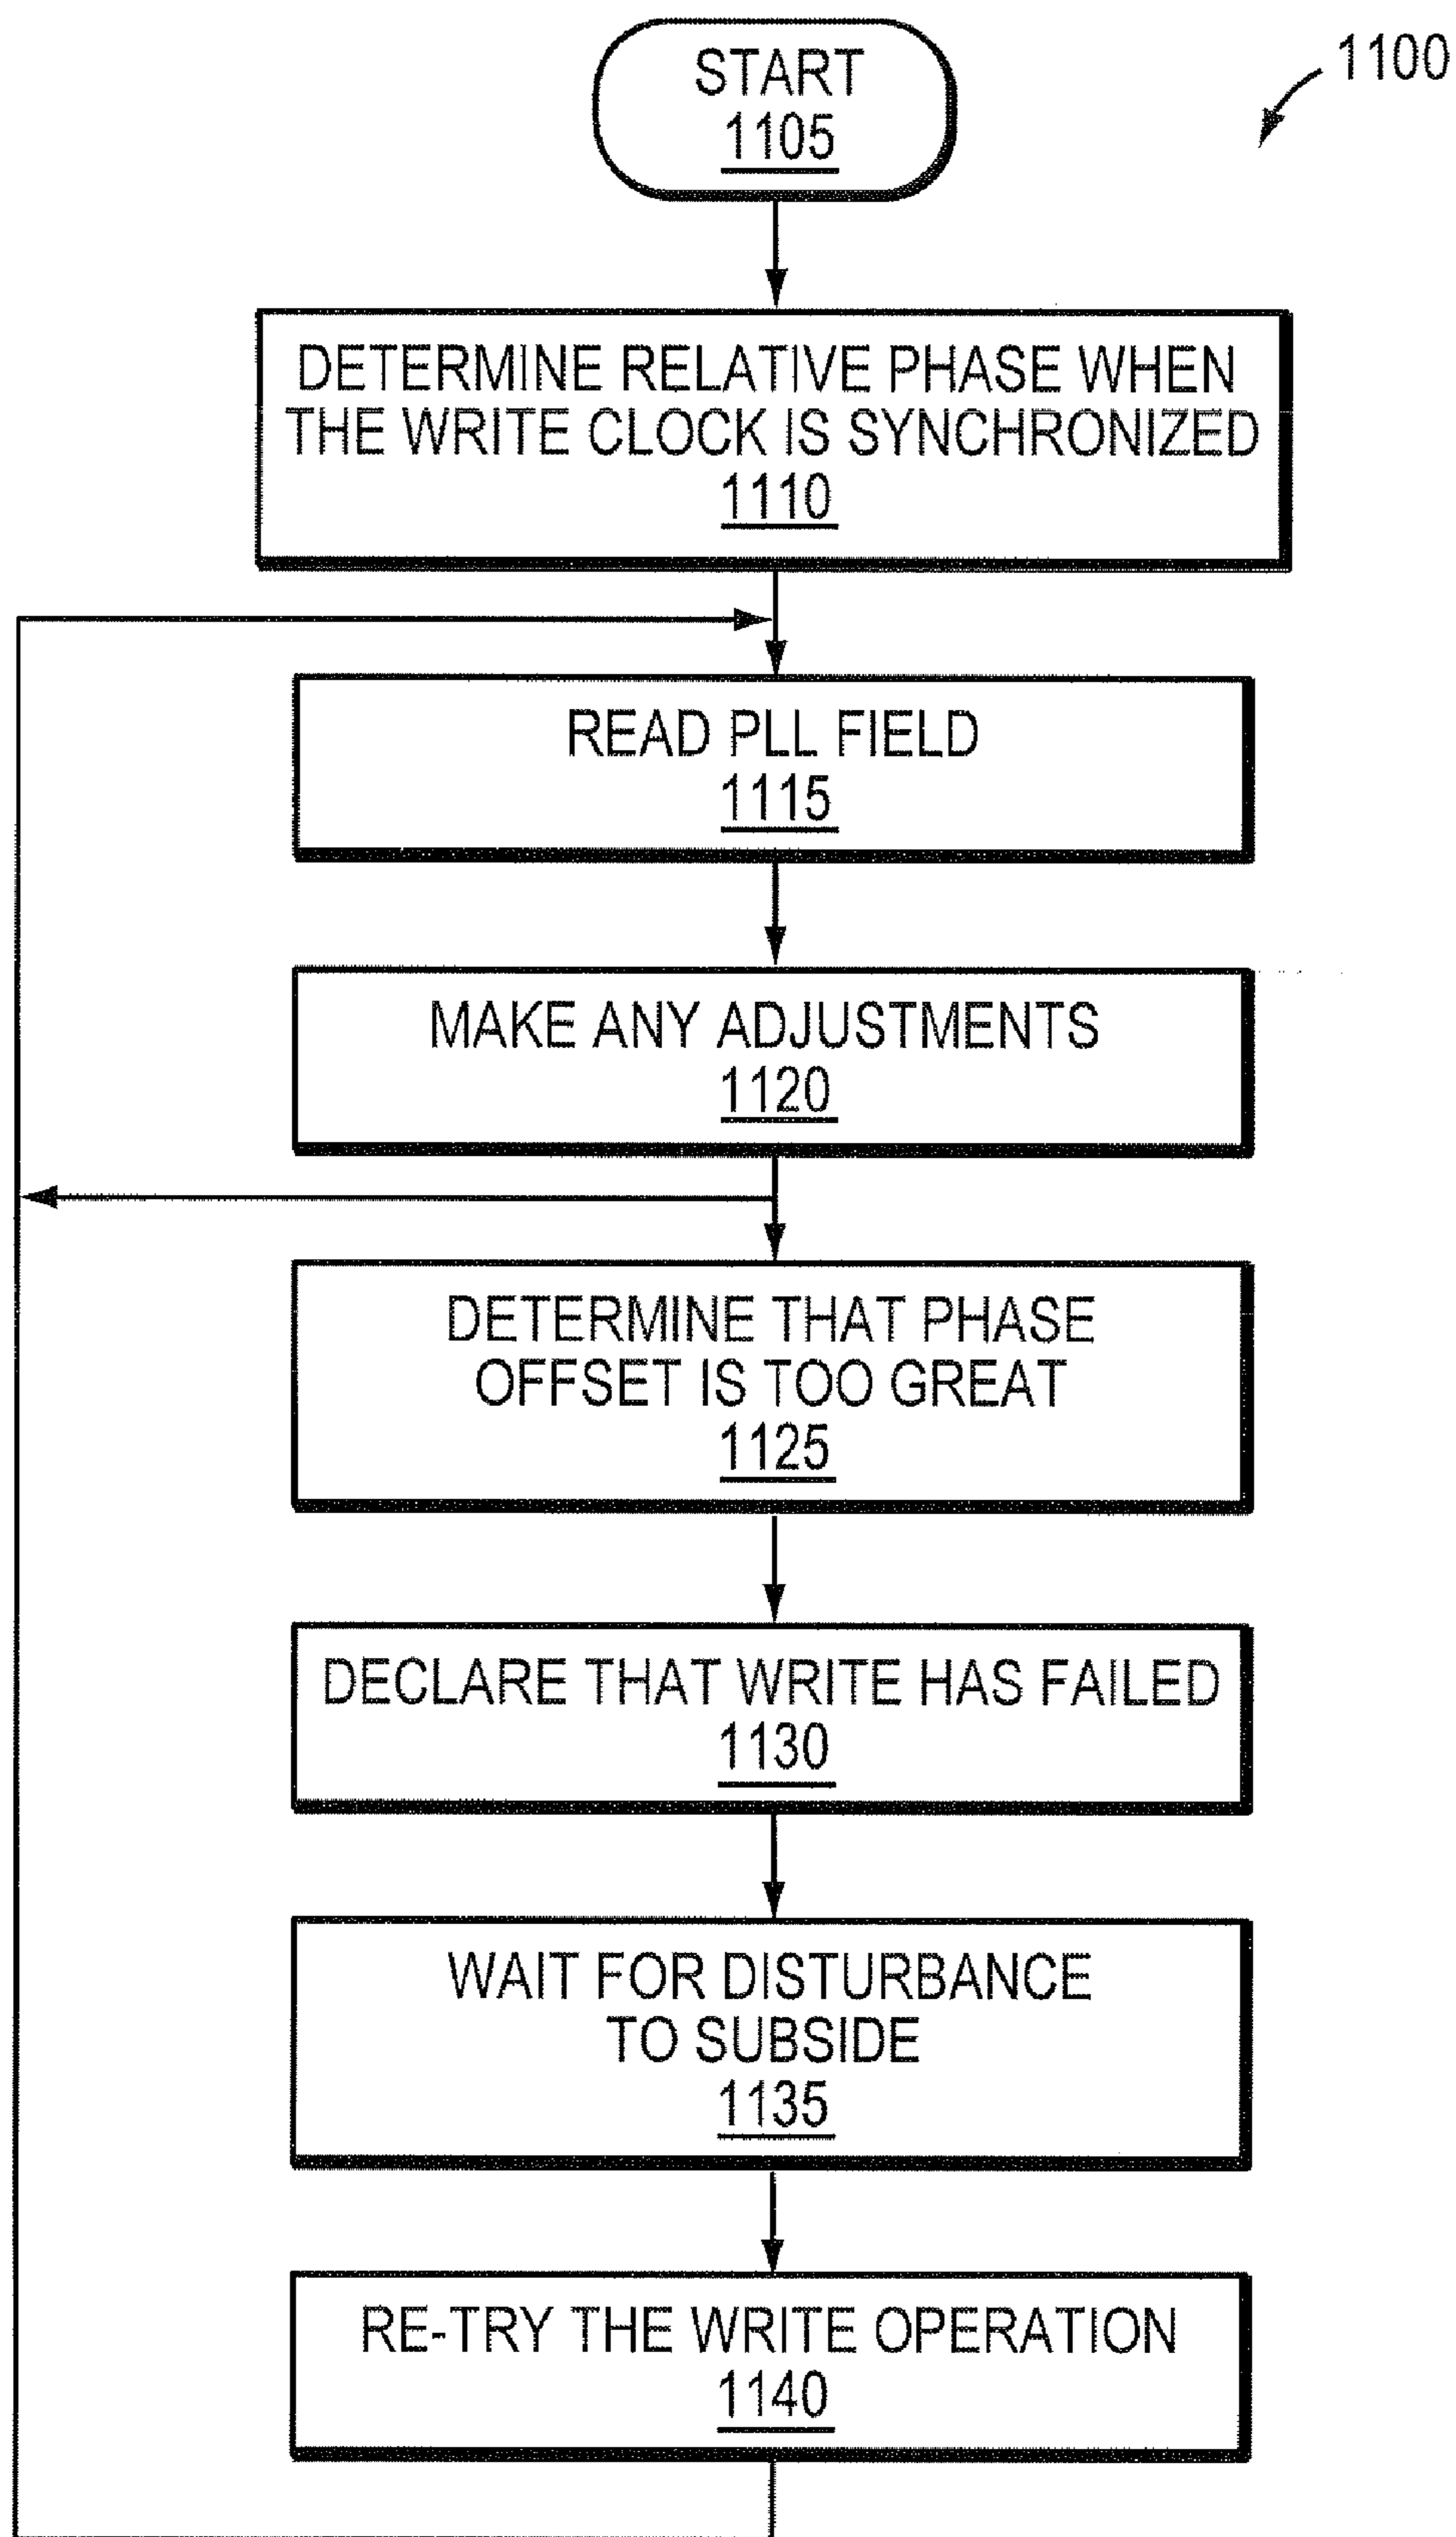 START
1105
1100
DETERMINE RELATIVE PHASE WHEN
THE WRITE CLOCK IS SYNCHRONIZED
1110
READ PLL FIELD
1115
MAKE ANY ADJUSTMENTS
1120
DETERMINE THAT PHASE
OFFSET IS TOO GREAT
1125
DECLARE THAT WRITE HAS FAILED
1130
WAIT FOR DISTURBANCE
TO SUBSIDE
1135
RE-TRY THE WRITE OPERATION
1140